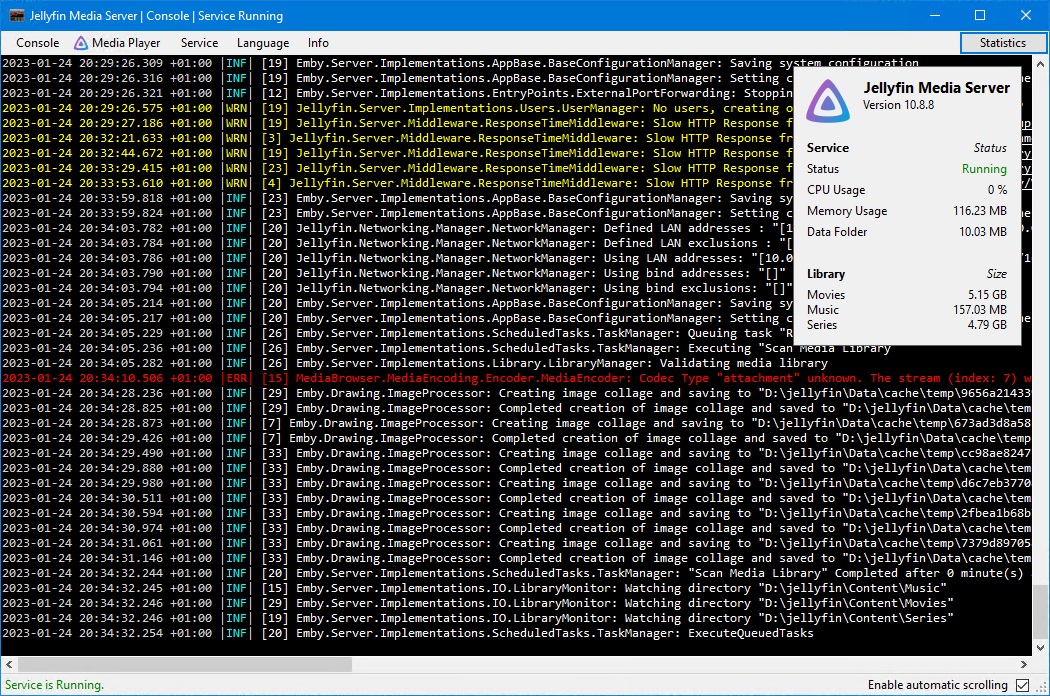 Jellyfin Media Server | Console | Service Running
Console Media Player Service Language Info Statistics
2023-01-24 20:29:26.309 +01:00 |INF| [19] Emby.Server.Implementations.AppBase.BaseConfigurationManager: Saving system configuration
2023-01-24 20:29:26.316 +01:00 |INF| [19] Emby.Server.Implementations.AppBase.BaseConfigurationManager: Setting c
2023-01-24 20:29:26.321 +01:00 |INF| [12] Emby.Server.Implementations.EntryPoints.ExternalPortForwarding: Stoppin
2023-01-24 20:29:26.575 +01:00 |WRN| [19] Jellyfin.Server.Implementations.Users.UserManager: No users, creating o
2023-01-24 20:29:27.186 +01:00 |WRN| [19] Jellyfin.Server.Middleware.ResponseTimeMiddleware: Slow HTTP Response f
2023-01-24 20:32:21.633 +01:00 |WRN| [3] Jellyfin.Server.Middleware.ResponseTimeMiddleware: Slow HTTP Response fr
2023-01-24 20:32:44.672 +01:00 |WRN| [19] Jellyfin.Server.Middleware.ResponseTimeMiddleware: Slow HTTP Response f
2023-01-24 20:33:29.415 +01:00 |WRN| [23] Jellyfin.Server.Middleware.ResponseTimeMiddleware: Slow HTTP Response f
2023-01-24 20:33:53.610 +01:00 |WRN| [4] Jellyfin.Server.Middleware.ResponseTimeMiddleware: Slow HTTP Response fr
2023-01-24 20:33:59.818 +01:00 |INF| [23] Emby.Server.Implementations.AppBase.BaseConfigurationManager: Saving sy
2023-01-24 20:33:59.824 +01:00 |INF| [23] Emby.Server.Implementations.AppBase.BaseConfigurationManager: Setting c
2023-01-24 20:34:03.782 +01:00 |INF| [20] Jellyfin.Networking.Manager.NetworkManager: Defined LAN addresses : "[1
2023-01-24 20:34:03.784 +01:00 |INF| [20] Jellyfin.Networking.Manager.NetworkManager: Defined LAN exclusions : "[
2023-01-24 20:34:03.786 +01:00 |INF| [20] Jellyfin.Networking.Manager.NetworkManager: Using LAN addresses: "[10.0
2023-01-24 20:34:03.790 +01:00 |INF| [20] Jellyfin.Networking.Manager.NetworkManager: Using bind addresses: "[]"
2023-01-24 20:34:03.794 +01:00 |INF| [20] Jellyfin.Networking.Manager.NetworkManager: Using bind exclusions: "[]"
2023-01-24 20:34:05.214 +01:00 |INF| [20] Emby.Server.Implementations.AppBase.BaseConfigurationManager: Saving sy
2023-01-24 20:34:05.217 +01:00 |INF| [20] Emby.Server.Implementations.AppBase.BaseConfigurationManager: Setting c
2023-01-24 20:34:05.229 +01:00 |INF| [26] Emby.Server.Implementations.ScheduledTasks.TaskManager: Queuing task "R
2023-01-24 20:34:05.236 +01:00 |INF| [26] Emby.Server.Implementations.ScheduledTasks.TaskManager: Executing "Scan Media Library
2023-01-24 20:34:05.282 +01:00 |INF| [26] Emby.Server.Implementations.Library.LibraryManager: Validating media library
2023-01-24 20:34:10.506 +01:00 |ERR| [15] MediaBrowser.MediaEncoding.Encoder.MediaEncoder: Codec Type "attachment" unknown. The stream (index: 7) w
2023-01-24 20:34:28.236 +01:00 |INF| [29] Emby.Drawing.ImageProcessor: Creating image collage and saving to "D:\jellyfin\Data\cache\temp\9656a21433
2023-01-24 20:34:28.825 +01:00 |INF| [29] Emby.Drawing.ImageProcessor: Completed creation of image collage and saved to "D:\jellyfin\Data\cache\tem
2023-01-24 20:34:28.873 +01:00 |INF| [7] Emby.Drawing.ImageProcessor: Creating image collage and saving to "D:\jellyfin\Data\cache\temp\673ad3d8a58
2023-01-24 20:34:29.426 +01:00 |INF| [7] Emby.Drawing.ImageProcessor: Completed creation of image collage and saved to "D:\jellyfin\Data\cache\temp
2023-01-24 20:34:29.490 +01:00 |INF| [33] Emby.Drawing.ImageProcessor: Creating image collage and saving to "D:\jellyfin\Data\cache\temp\cc98ae8247
2023-01-24 20:34:29.880 +01:00 |INF| [33] Emby.Drawing.ImageProcessor: Completed creation of image collage and saved to "D:\jellyfin\Data\cache\tem
2023-01-24 20:34:29.980 +01:00 |INF| [33] Emby.Drawing.ImageProcessor: Creating image collage and saving to "D:\jellyfin\Data\cache\temp\d6c7eb3770
2023-01-24 20:34:30.511 +01:00 |INF| [33] Emby.Drawing.ImageProcessor: Completed creation of image collage and saved to "D:\jellyfin\Data\cache\tem
2023-01-24 20:34:30.594 +01:00 |INF| [33] Emby.Drawing.ImageProcessor: Creating image collage and saving to "D:\jellyfin\Data\cache\temp\2fbea1b68b
2023-01-24 20:34:30.974 +01:00 |INF| [33] Emby.Drawing.ImageProcessor: Completed creation of image collage and saved to "D:\jellyfin\Data\cache\tem
2023-01-24 20:34:31.061 +01:00 |INF| [33] Emby.Drawing.ImageProcessor: Creating image collage and saving to "D:\jellyfin\Data\cache\temp\7379d89705
2023-01-24 20:34:31.146 +01:00 |INF| [33] Emby.Drawing.ImageProcessor: Completed creation of image collage and saved to "D:\jellyfin\Data\cache\tem
2023-01-24 20:34:32.244 +01:00 |INF| [20] Emby.Server.Implementations.ScheduledTasks.TaskManager: "Scan Media Library" Completed after 0 minute(s)
2023-01-24 20:34:32.245 +01:00 |INF| [15] Emby.Server.Implementations.IO.LibraryMonitor: Watching directory "D:\jellyfin\Content\Music"
2023-01-24 20:34:32.246 +01:00 |INF| [29] Emby.Server.Implementations.IO.LibraryMonitor: Watching directory "D:\jellyfin\Content\Movies"
2023-01-24 20:34:32.246 +01:00 |INF| [19] Emby.Server.Implementations.IO.LibraryMonitor: Watching directory "D:\jellyfin\Content\Series"
2023-01-24 20:34:32.254 +01:00 |INF| [20] Emby.Server.Implementations.ScheduledTasks.TaskManager: ExecuteQueuedTasks
Jellyfin Media Server
Version 10.8.8
Service Status
Status Running
CPU Usage 0 %
Memory Usage 116.23 MB
Data Folder 10.03 MB
Library Size
Movies 5.15 GB
Music 157.03 MB
Series 4.79 GB
Service is Running. Enable automatic scrolling